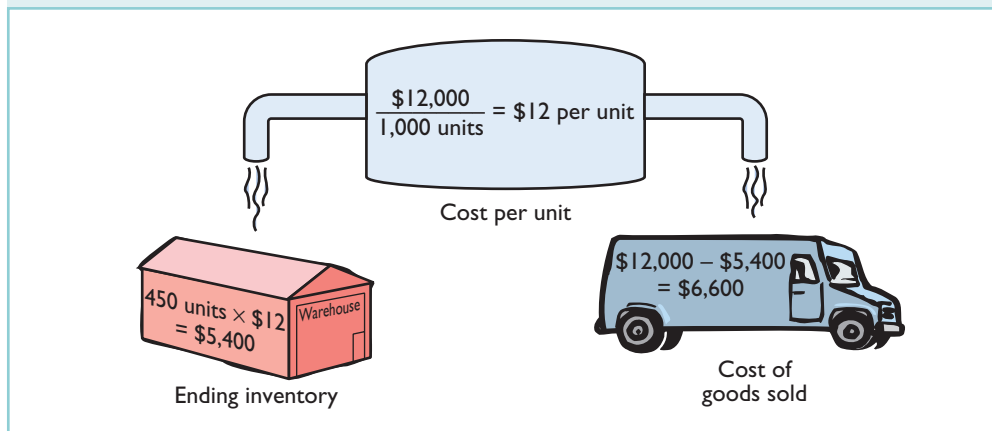 $12,000
1,000 units
= $12 per unit
Cost per unit
450 units × $12
= $5,400
Warehouse
Ending inventory
$12,000 – $5,400
= $6,600
Cost of
goods sold